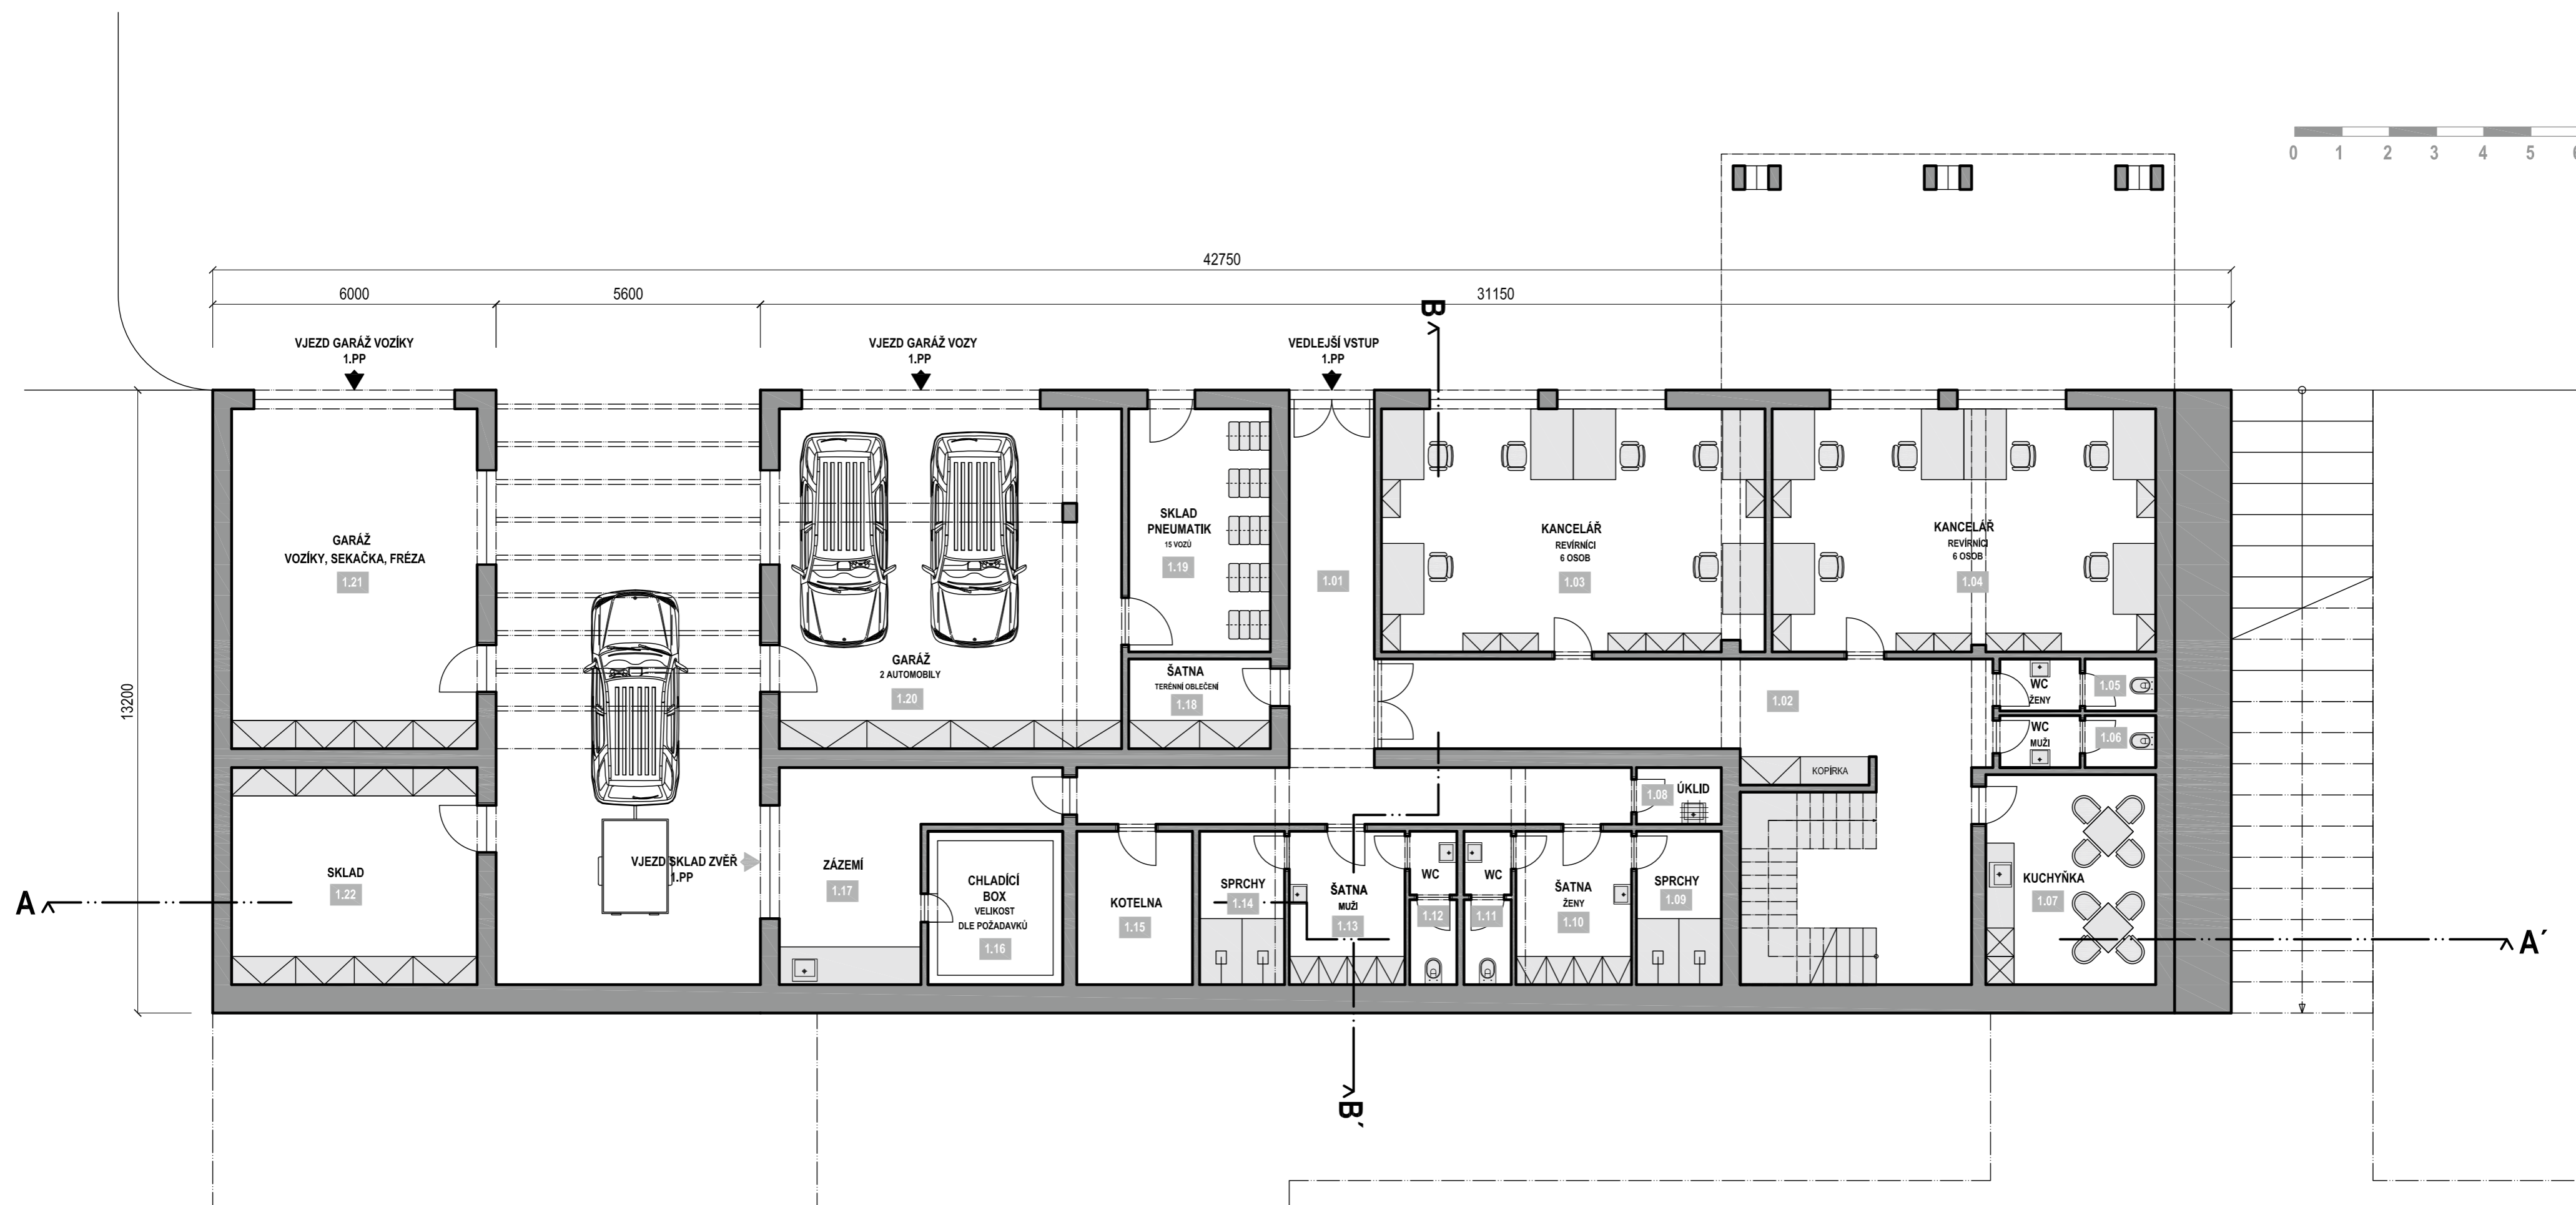 0 1 2 3 4 5
42750
6000 5600 31150
B
VJEZD GARÁŽ VOZÍKY
1.PP
VJEZD GARÁŽ VOZY
1.PP
VEDLEJŠÍ VSTUP
1.PP
13200
GARÁŽ
VOZÍKY, SEKAČKA, FRÉZA
1.21
GARÁŽ
2 AUTOMOBILY
1.20
SKLAD
PNEUMATIK
15 VOZŮ
1.19
ŠATNA
TERÉNNÍ OBLEČENÍ
1.18
1.01
KANCELÁŘ
REVÍRNÍCI
6 OSOB
1.03
KANCELÁŘ
REVÍRNÍCI
6 OSOB
1.04
1.02
WC
ŽENY
1.05
WC
MUŽI
1.06
KOPÍRKA
1.08
ÚKLID
SKLAD
1.22
VJEZD SKLAD ZVĚŘ
1.PP
ZÁZEMÍ
1.17
CHLADÍCÍ
BOX
VELIKOST
DLE POŽADAVKŮ
1.16
KOTELNA
1.15
SPRCHY
1.14
ŠATNA
MUŽI
1.13
WC
1.12
WC
1.11
ŠATNA
ŽENY
1.10
SPRCHY
1.09
KUCHYŇKA
1.07
A
A´
B´